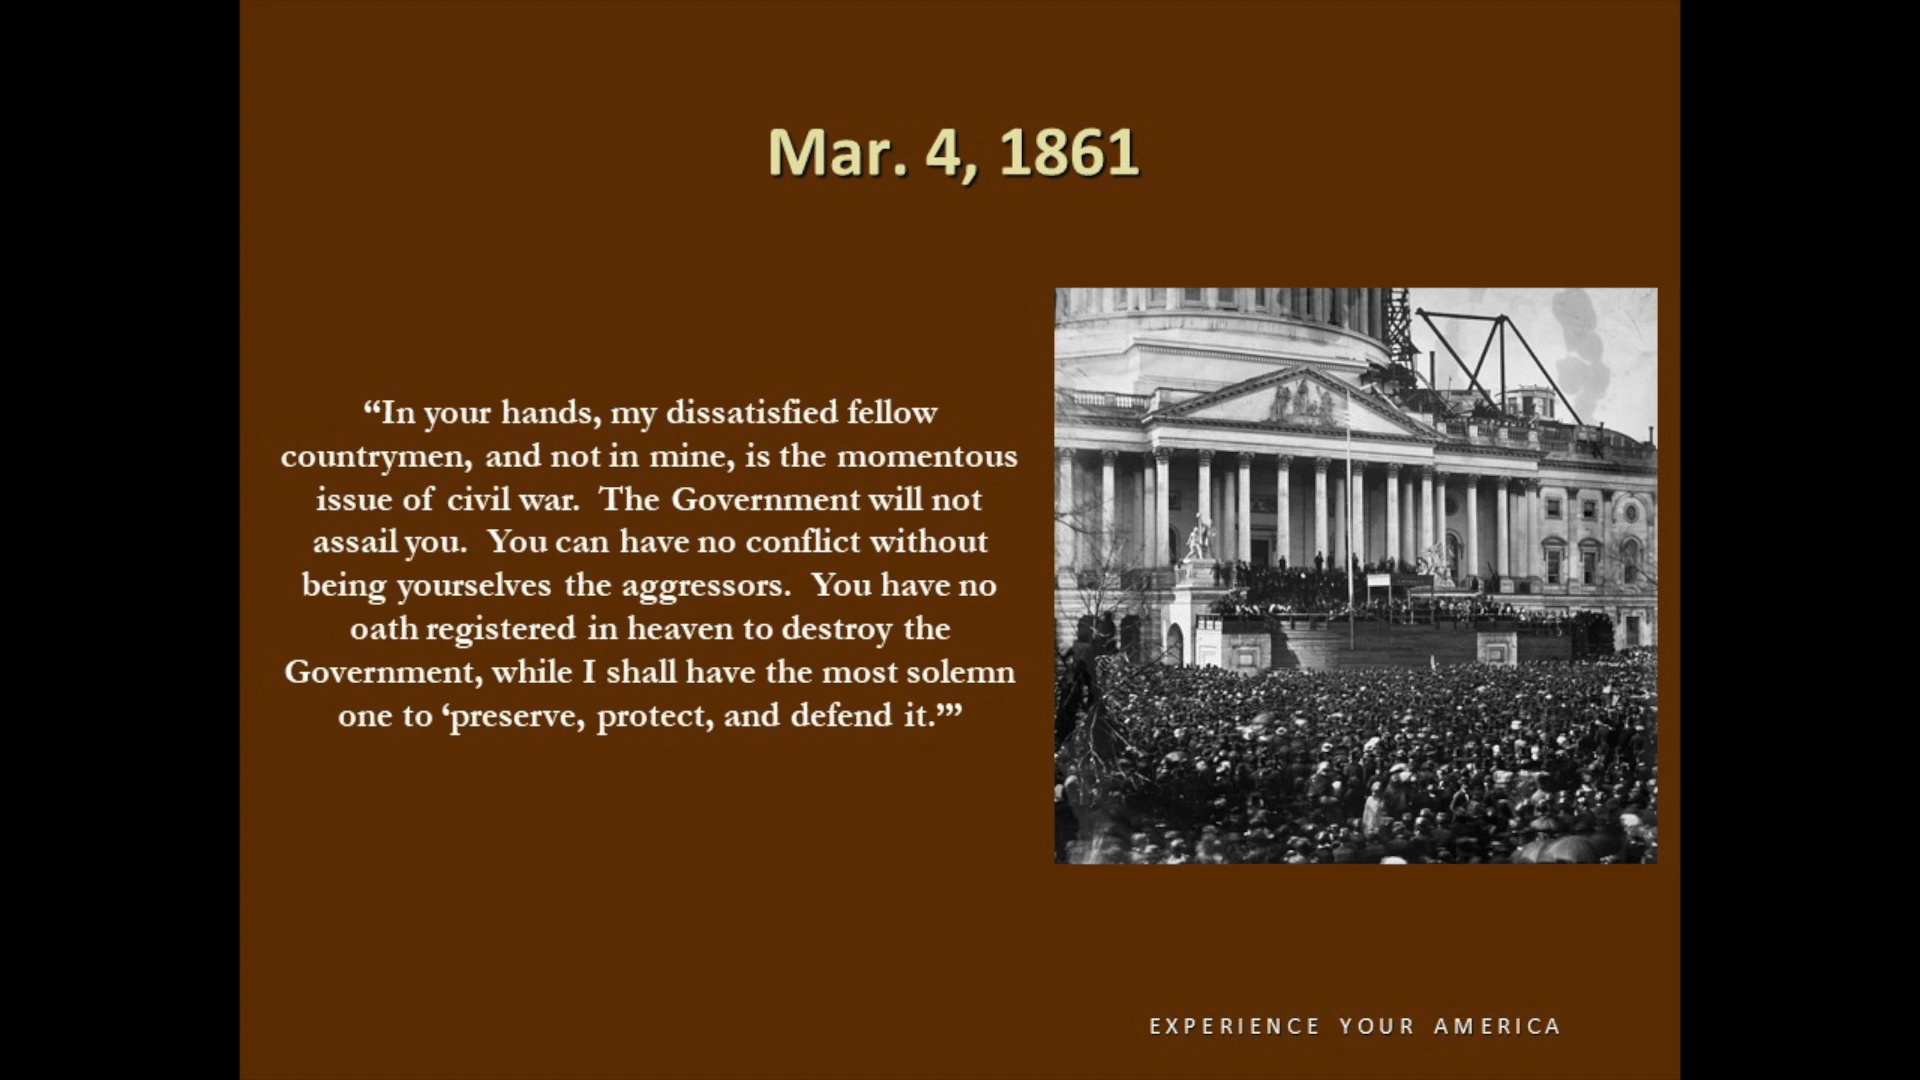 Mar. 4, 1861
“In your hands, my dissatisfied fellow
countrymen, and not in mine, is the momentous
issue of civil war.  The Government will not
assail you.  You can have no conflict without
being yourselves the aggressors.  You have no
oath registered in heaven to destroy the
Government, while I shall have the most solemn
one to ‘preserve, protect, and defend it.’”
EXPERIENCE YOUR AMERICA